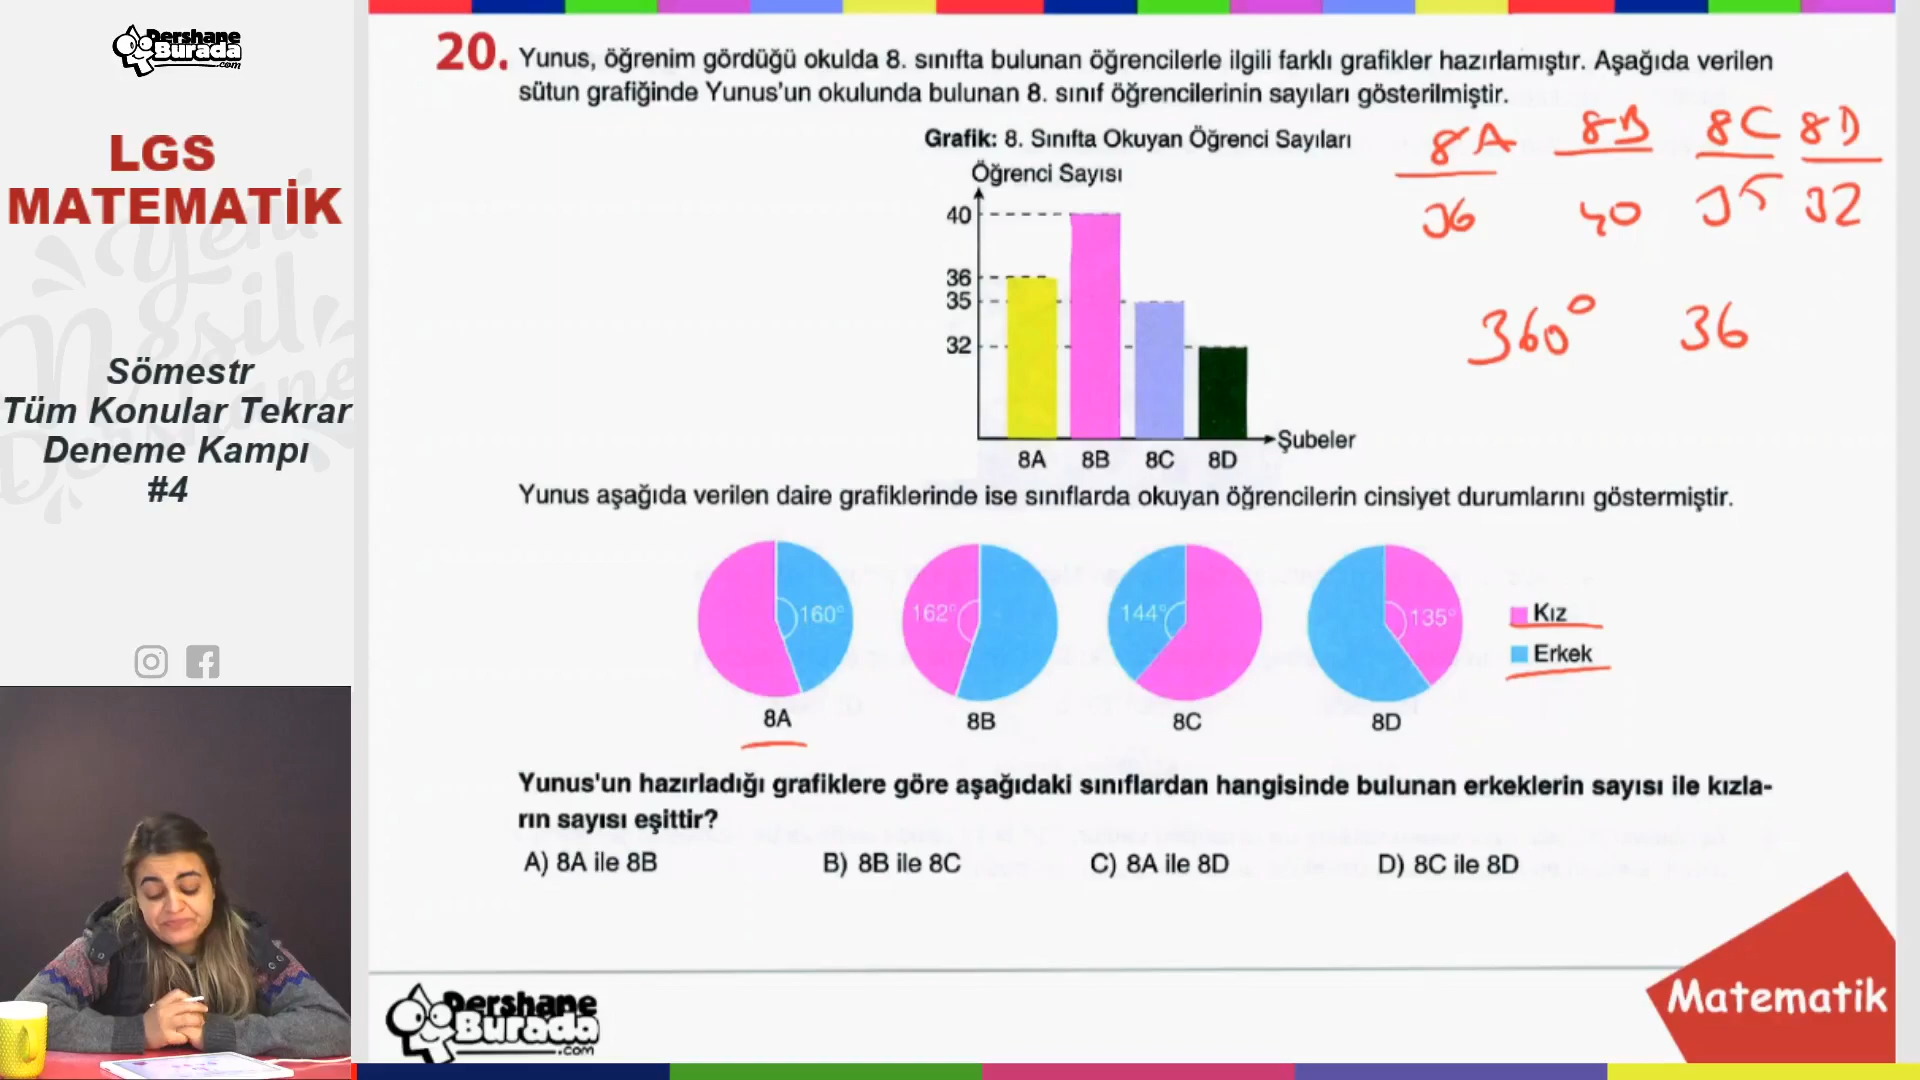 Dershane
Burada
.com
LGS
MATEMATİK
Yeni
Nesil
Dershane
Sömestr
Tüm Konular Tekrar
Deneme Kampı
#4
20. Yunus, öğrenim gördüğü okulda 8. sınıfta bulunan öğrencilerle ilgili farklı grafikler hazırlamıştır. Aşağıda verilen
sütun grafiğinde Yunus'un okulunda bulunan 8. sınıf öğrencilerinin sayıları gösterilmiştir.
Grafik: 8. Sınıfta Okuyan Öğrenci Sayıları
Öğrenci Sayısı
40
36
35
32
Şubeler
8A 8B 8C 8D
8A 8B 8C 8D
36 40 35 32
360° 36
Yunus aşağıda verilen daire grafiklerinde ise sınıflarda okuyan öğrencilerin cinsiyet durumlarını göstermiştir.
160° 162° 144° 135°
Kız
Erkek
8A 8B 8C 8D
Yunus'un hazırladığı grafiklere göre aşağıdaki sınıflardan hangisinde bulunan erkeklerin sayısı ile kızla-
rın sayısı eşittir?
A) 8A ile 8B B) 8B ile 8C C) 8A ile 8D D) 8C ile 8D
Dershane
Burada
.com
Matematik